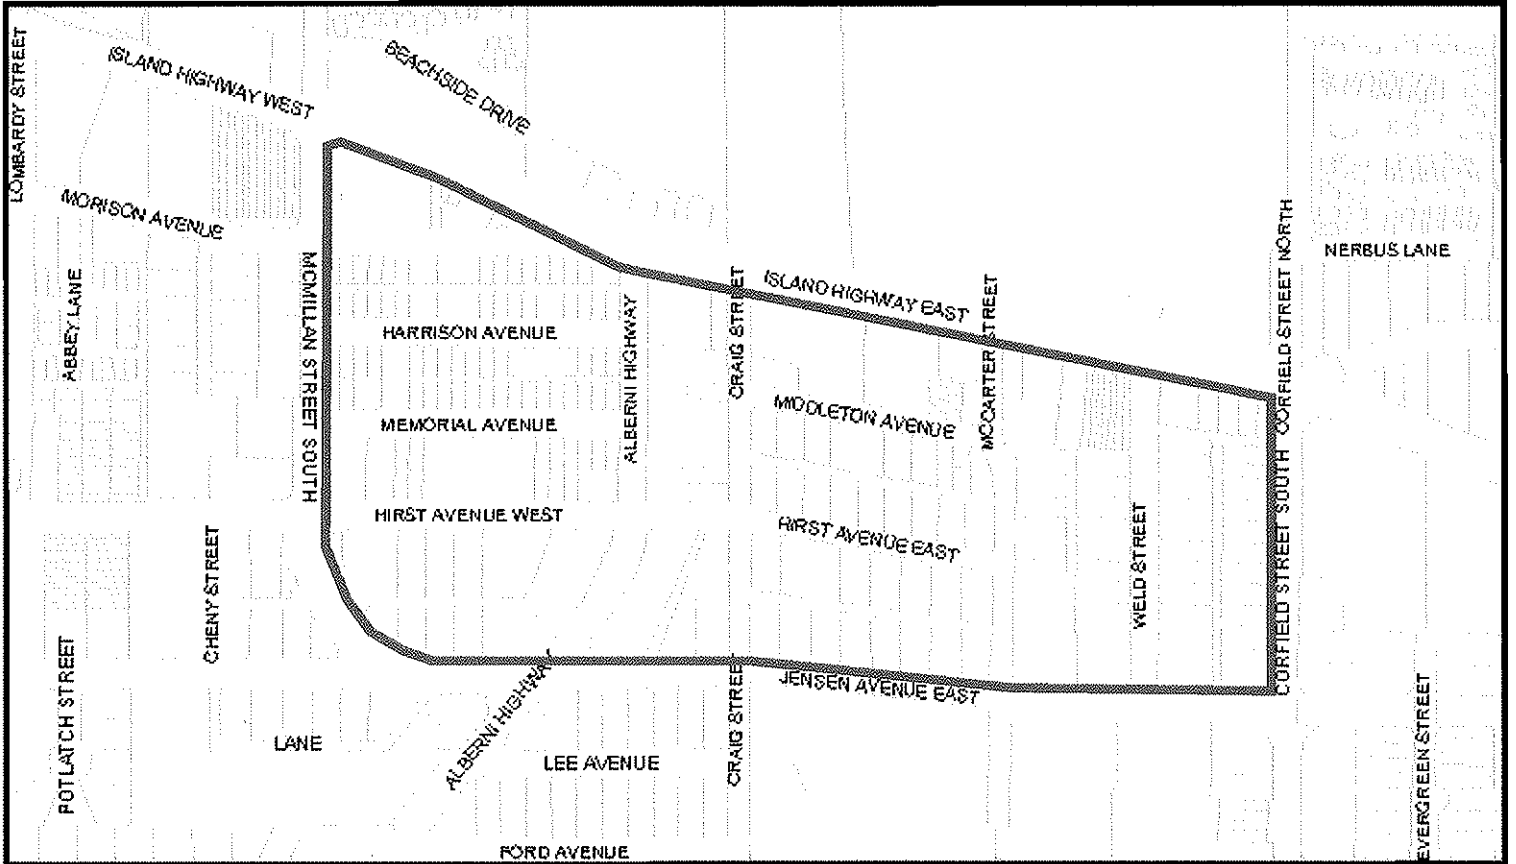 LOMBARDY STREET
ISLAND HIGHWAY WEST
BEACHSIDE DRIVE
MORISON AVENUE
ABBEY LANE
MCMILLAN STREET SOUTH
HARRISON AVENUE
MEMORIAL AVENUE
HIRST AVENUE WEST
ALBERNI HIGHWAY
CRAIG STREET
ISLAND HIGHWAY EAST
MCCARTER STREET
MIDDLETON AVENUE
HIRST AVENUE EAST
WELD STREET
CORFIELD STREET NORTH
CORFIELD STREET SOUTH
NERBUS LANE
CHENY STREET
POTLATCH STREET
LANE
ALBERNI HIGHWAY
LEE AVENUE
CRAIG STREET
JENSEN AVENUE EAST
EVERGREEN STREET
FORD AVENUE